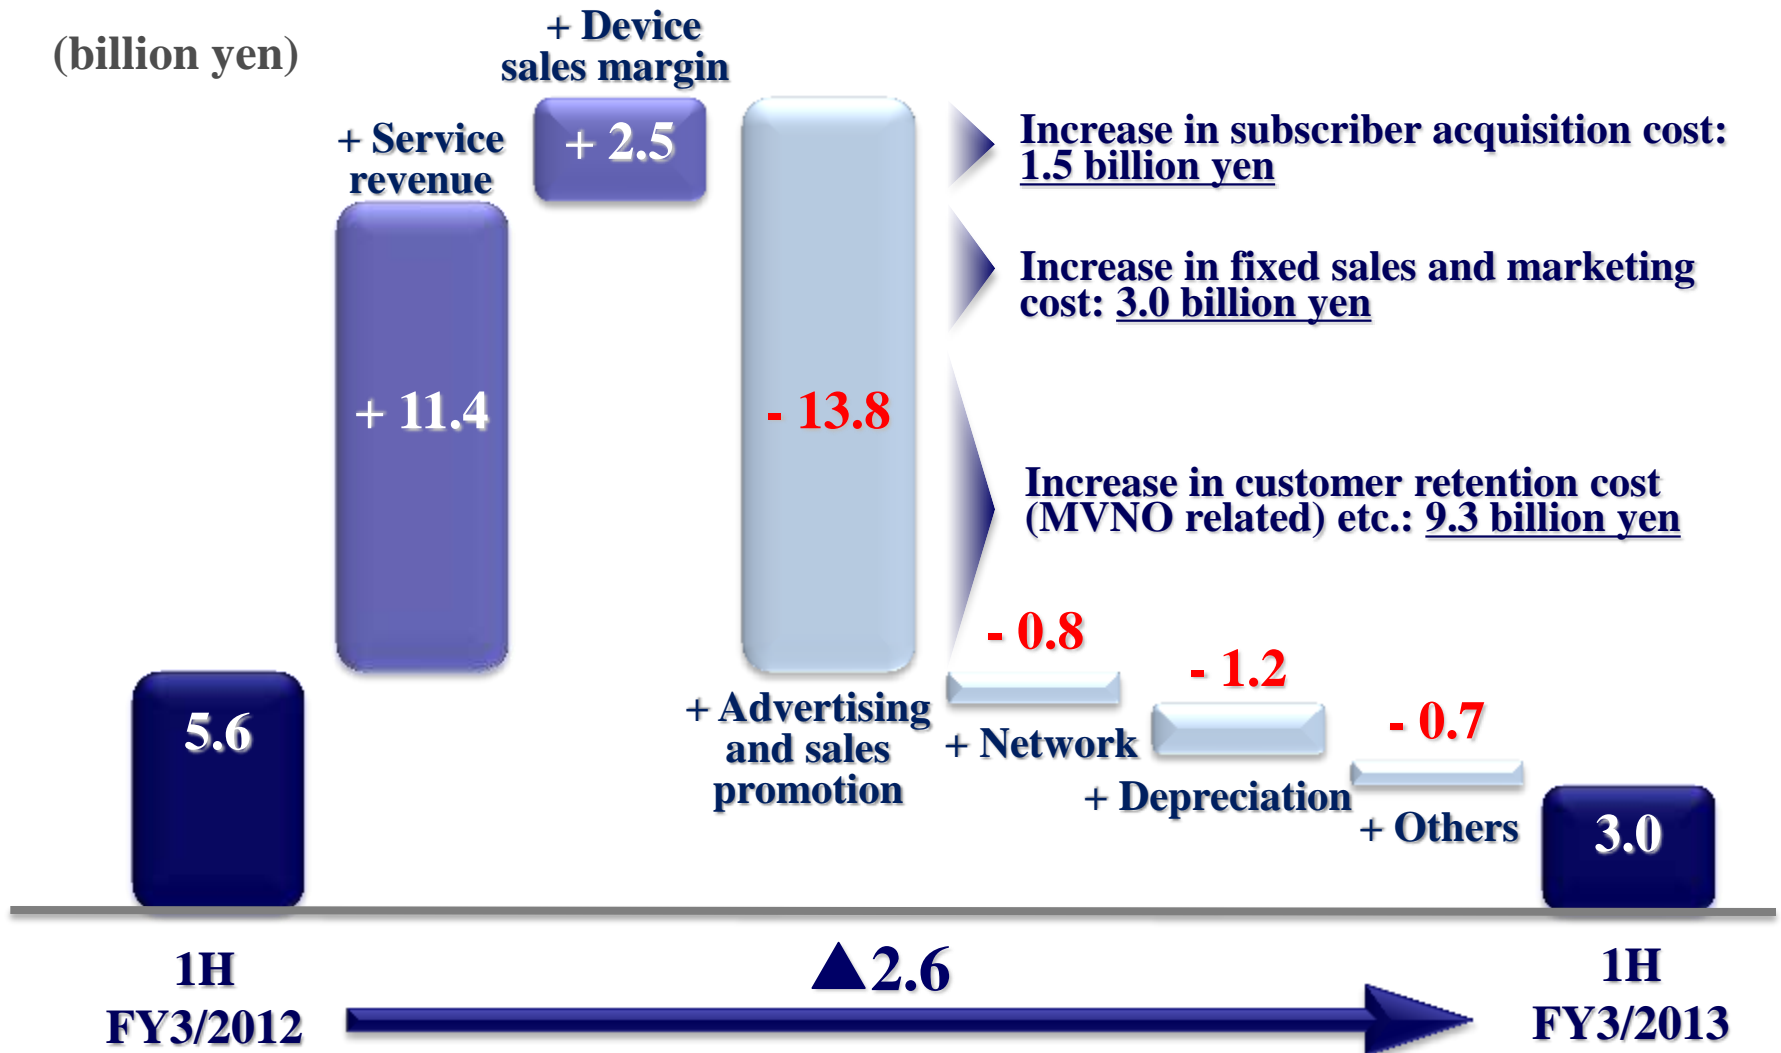 (billion yen)
+ Device
sales margin
+ Service
revenue
+ 2.5
Increase in subscriber acquisition cost:
1.5 billion yen
Increase in fixed sales and marketing
cost: 3.0 billion yen
+ 11.4
- 13.8
Increase in customer retention cost
(MVNO related) etc.: 9.3 billion yen
- 0.8
- 1.2
- 0.7
5.6
+ Advertising
and sales
promotion
+ Network
+ Depreciation
+ Others
3.0
1H
FY3/2012
▲2.6
1H
FY3/2013